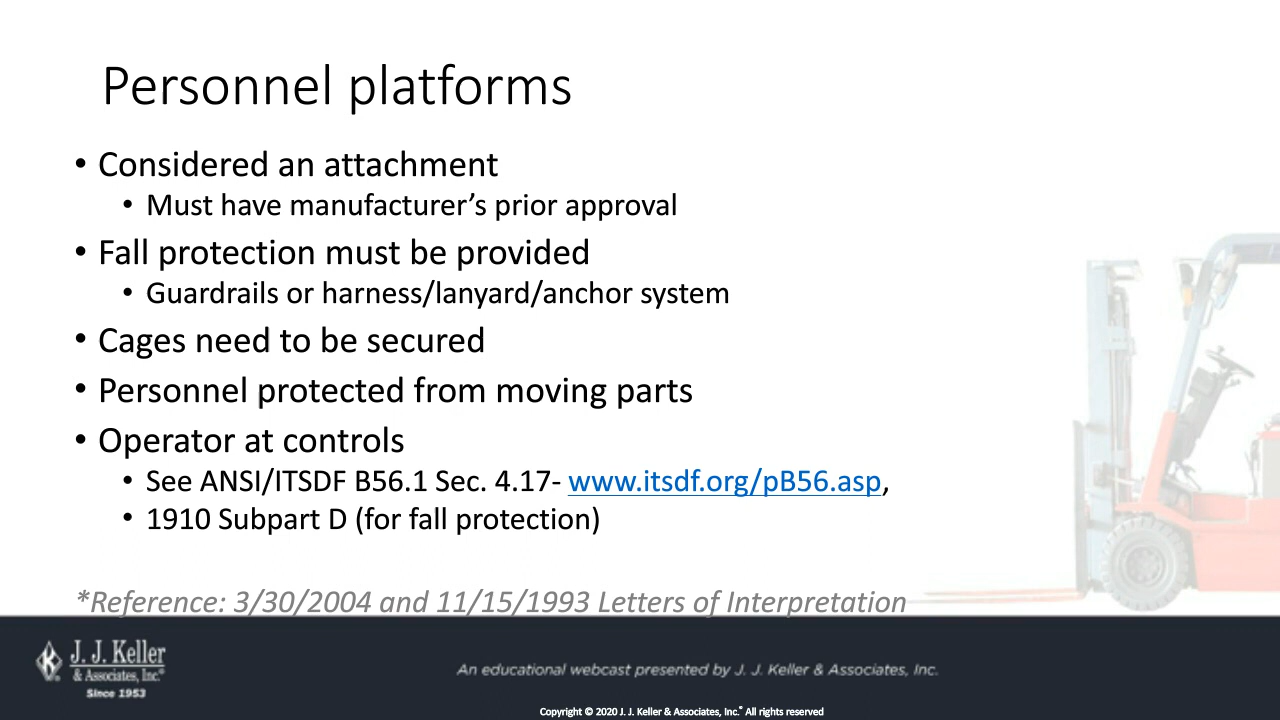 Personnel platforms
• Considered an attachment
• Must have manufacturer’s prior approval
• Fall protection must be provided
• Guardrails or harness/lanyard/anchor system
• Cages need to be secured
• Personnel protected from moving parts
• Operator at controls
• See ANSI/ITSDF B56.1 Sec. 4.17- www.itsdf.org/pB56.asp,
• 1910 Subpart D (for fall protection)
*Reference: 3/30/2004 and 11/15/1993 Letters of Interpretation
J. J. Keller
& Associates, Inc.®
Since 1953
An educational webcast presented by J. J. Keller & Associates, Inc.
Copyright © 2020 J. J. Keller & Associates, Inc.® All rights reserved